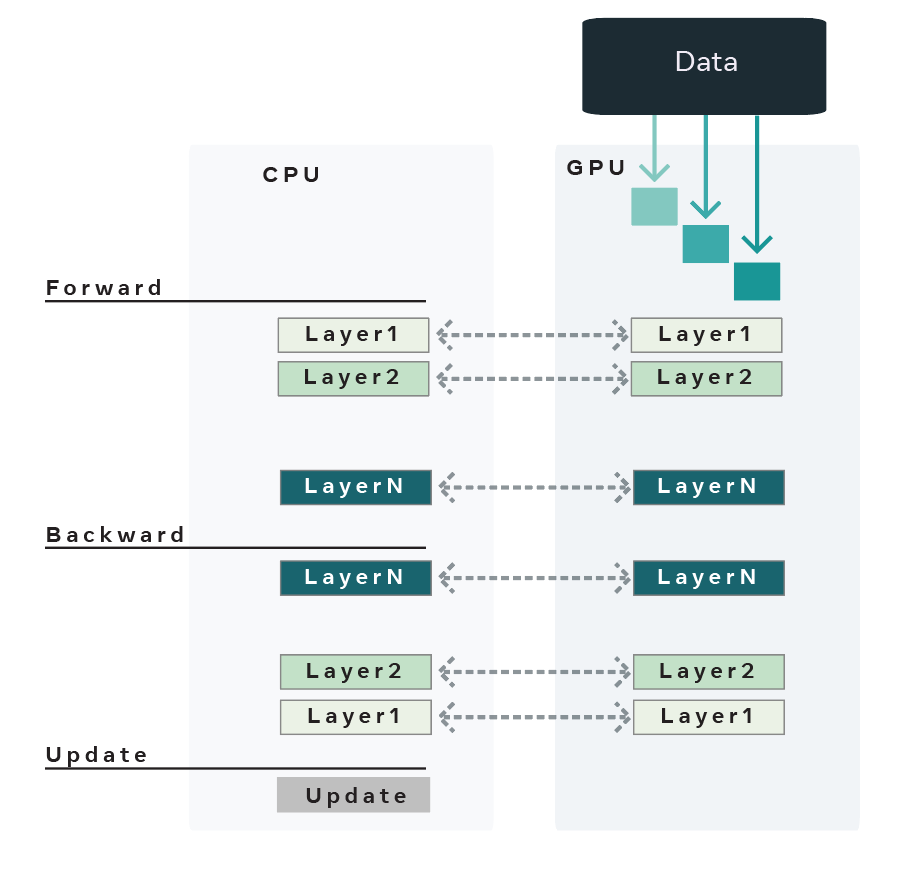 Data
CPU
GPU
Forward
Layer1
Layer1
Layer2
Layer2
LayerN
LayerN
Backward
LayerN
LayerN
Layer2
Layer2
Layer1
Layer1
Update
Update